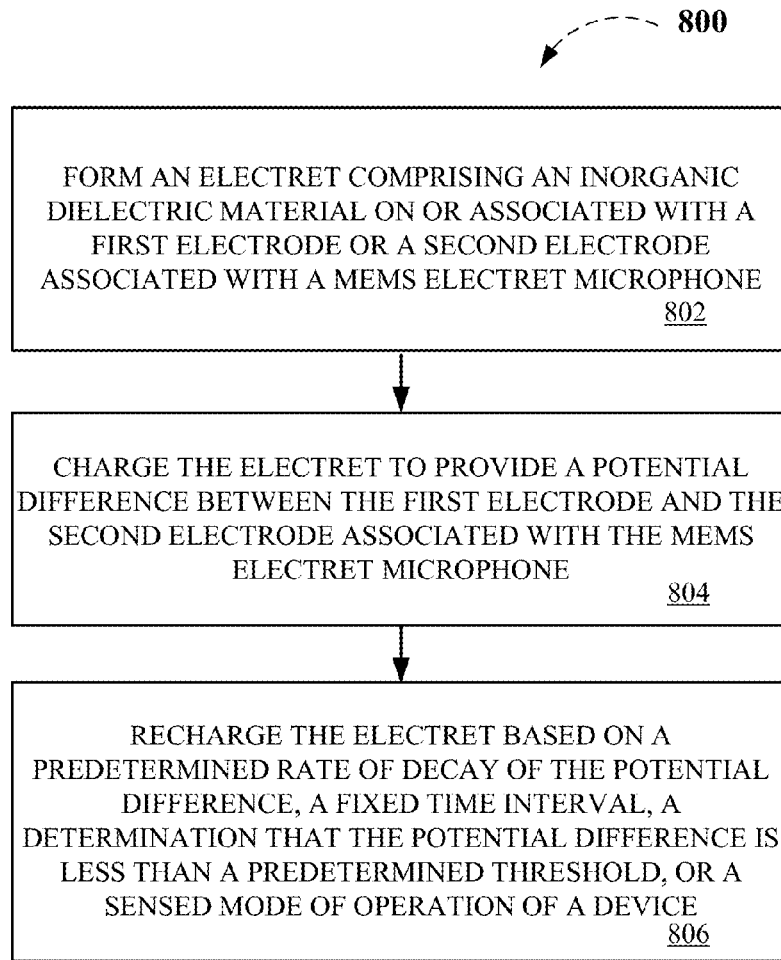 800
FORM AN ELECTRET COMPRISING AN INORGANIC
DIELECTRIC MATERIAL ON OR ASSOCIATED WITH A
FIRST ELECTRODE OR A SECOND ELECTRODE
ASSOCIATED WITH A MEMS ELECTRET MICROPHONE
802
CHARGE THE ELECTRET TO PROVIDE A POTENTIAL
DIFFERENCE BETWEEN THE FIRST ELECTRODE AND THE
SECOND ELECTRODE ASSOCIATED WITH THE MEMS
ELECTRET MICROPHONE
804
RECHARGE THE ELECTRET BASED ON A
PREDETERMINED RATE OF DECAY OF THE POTENTIAL
DIFFERENCE, A FIXED TIME INTERVAL, A
DETERMINATION THAT THE POTENTIAL DIFFERENCE IS
LESS THAN A PREDETERMINED THRESHOLD, OR A
SENSED MODE OF OPERATION OF A DEVICE
806